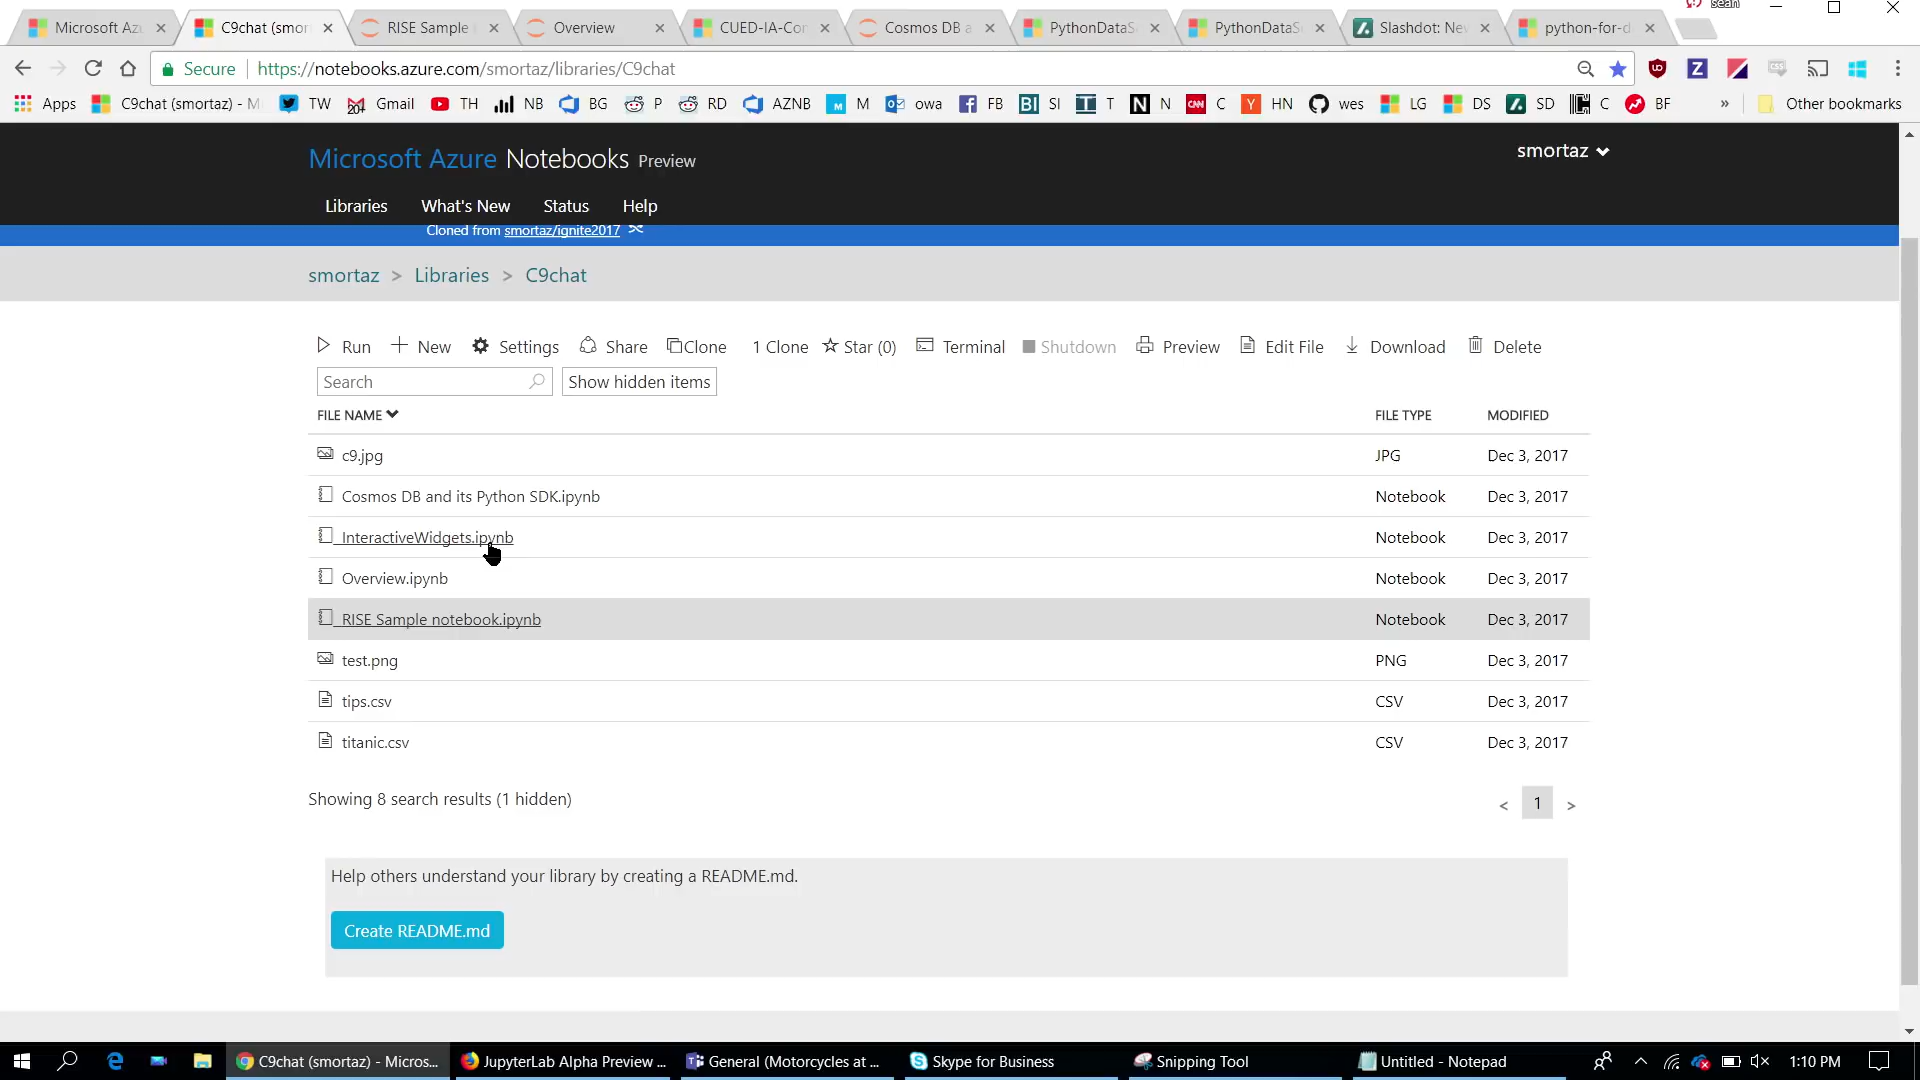 sean
Microsoft Az
C9chat (smor
RISE Sample
Overview
CUED-IA-Con
Cosmos DB a
PythonDataS
PythonDataS
Slashdot: Ne
python-for-d
Secure https://notebooks.azure.com/smortaz/libraries/C9chat
Apps C9chat (smortaz) - M TW Gmail TH NB BG P RD AZNB M owa FB SI T N C HN wes LG DS SD C BF » Other bookmarks
Microsoft Azure Notebooks Preview
smortaz
Libraries What's New Status Help
Cloned from smortaz/ignite2017
smortaz > Libraries > C9chat
Run New Settings Share Clone 1 Clone Star (0) Terminal Shutdown Preview Edit File Download Delete
Search Show hidden items
FILE NAME FILE TYPE MODIFIED
c9.jpg JPG Dec 3, 2017
Cosmos DB and its Python SDK.ipynb Notebook Dec 3, 2017
InteractiveWidgets.ipynb Notebook Dec 3, 2017
Overview.ipynb Notebook Dec 3, 2017
RISE Sample notebook.ipynb Notebook Dec 3, 2017
test.png PNG Dec 3, 2017
tips.csv CSV Dec 3, 2017
titanic.csv CSV Dec 3, 2017
Showing 8 search results (1 hidden)
< 1 >
Help others understand your library by creating a README.md.
Create README.md
C9chat (smortaz) - Micros... JupyterLab Alpha Preview ... General (Motorcycles at ... Skype for Business Snipping Tool Untitled - Notepad 1:10 PM